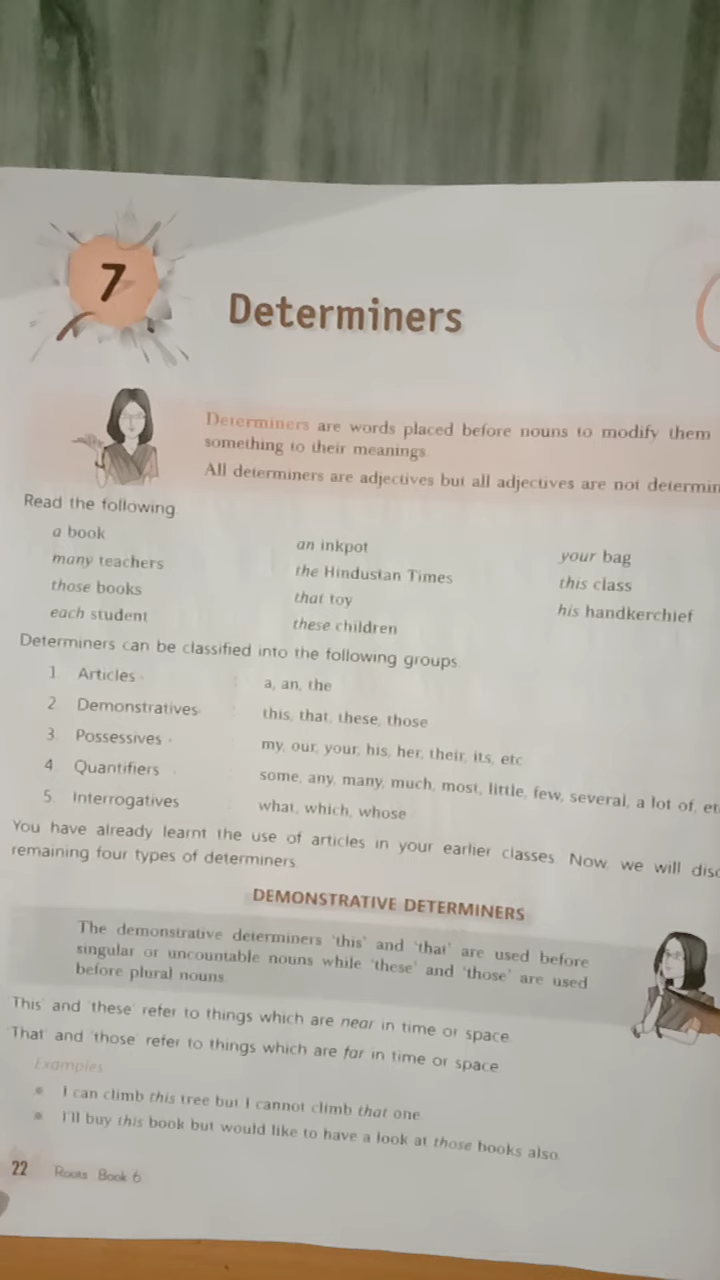 7
Determiners
Determiners are words placed before nouns to modify them
something to their meanings.
All determiners are adjectives but all adjectives are not determin
Read the following.
a book an inkpot your bag
many teachers the Hindustan Times this class
those books that toy his handkerchief
each student these children
Determiners can be classified into the following groups.
1. Articles : a, an, the
2. Demonstratives : this, that, these, those
3. Possessives : my, our, your, his, her, their, its, etc.
4. Quantifiers : some, any, many, much, most, little, few, several, a lot of, et
5. Interrogatives : what, which, whose
You have already learnt the use of articles in your earlier classes. Now, we will disc
remaining four types of determiners.
DEMONSTRATIVE DETERMINERS
The demonstrative determiners 'this' and 'that' are used before
singular or uncountable nouns while 'these' and 'those' are used
before plural nouns.
'This' and 'these' refer to things which are near in time or space.
'That' and 'those' refer to things which are far in time or space.
Examples
• I can climb this tree but I cannot climb that one.
• I'll buy this book but would like to have a look at those books also.
22 Roots Book 6